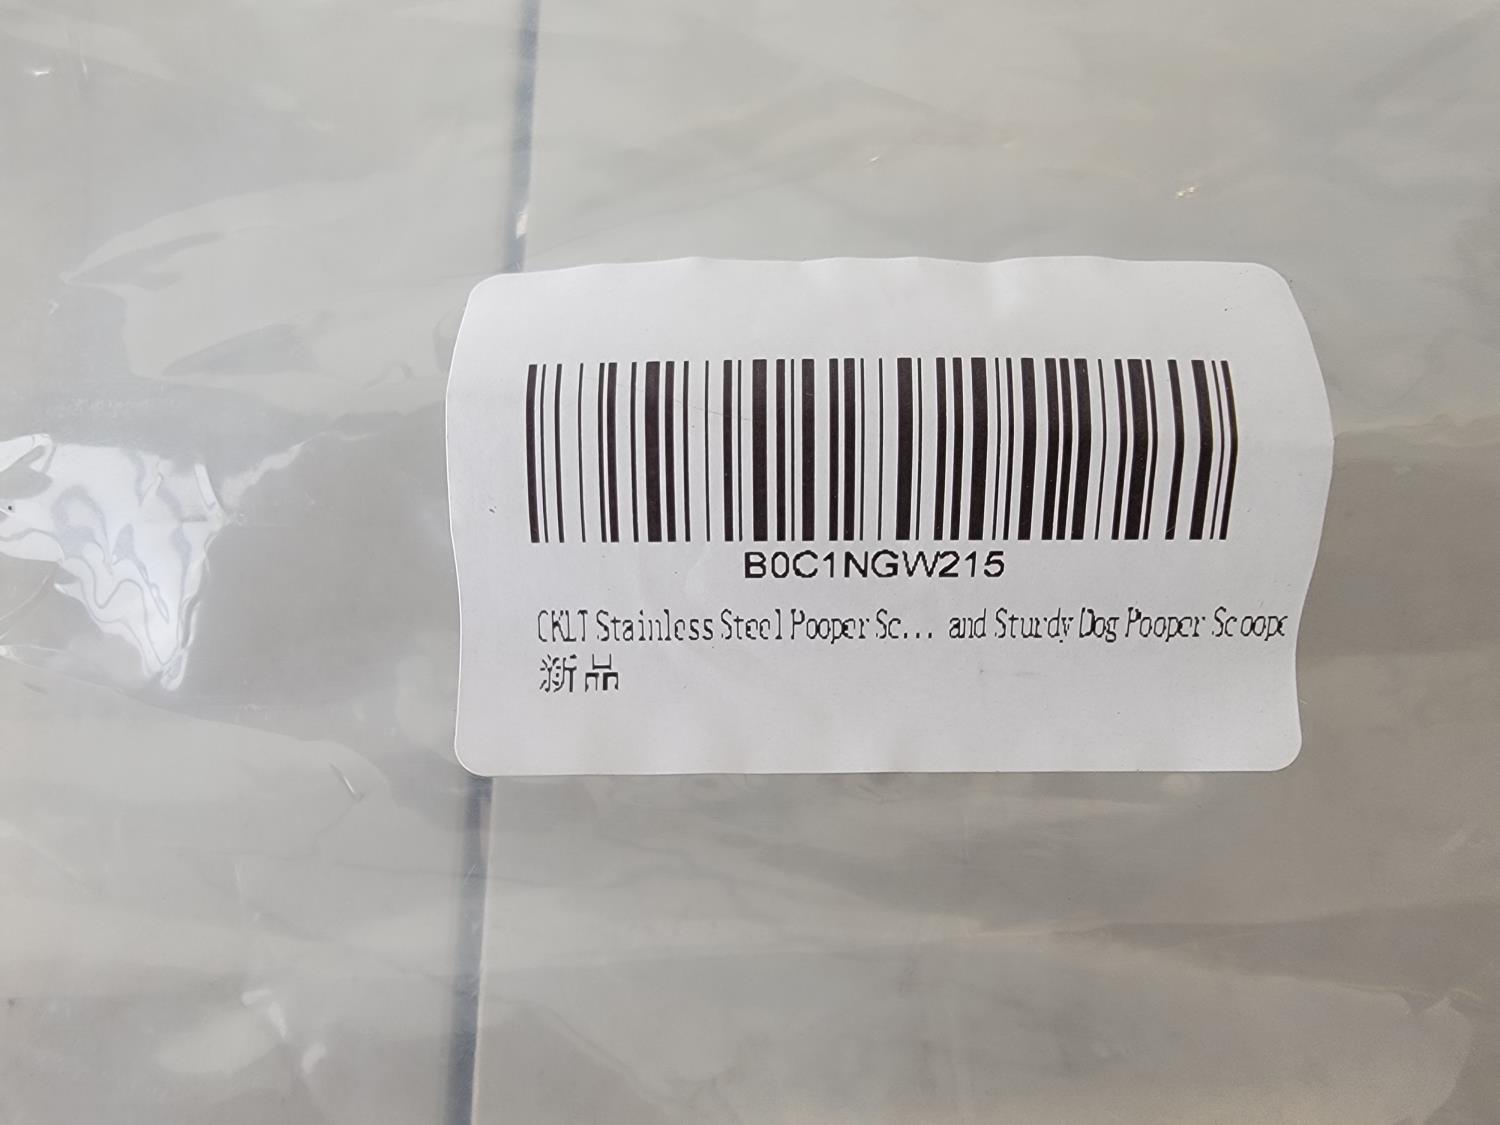 B0C1NGW215
CKLT Stainless Steel Pooper Sc... and Sturdy Dog Pooper Scoope
新品